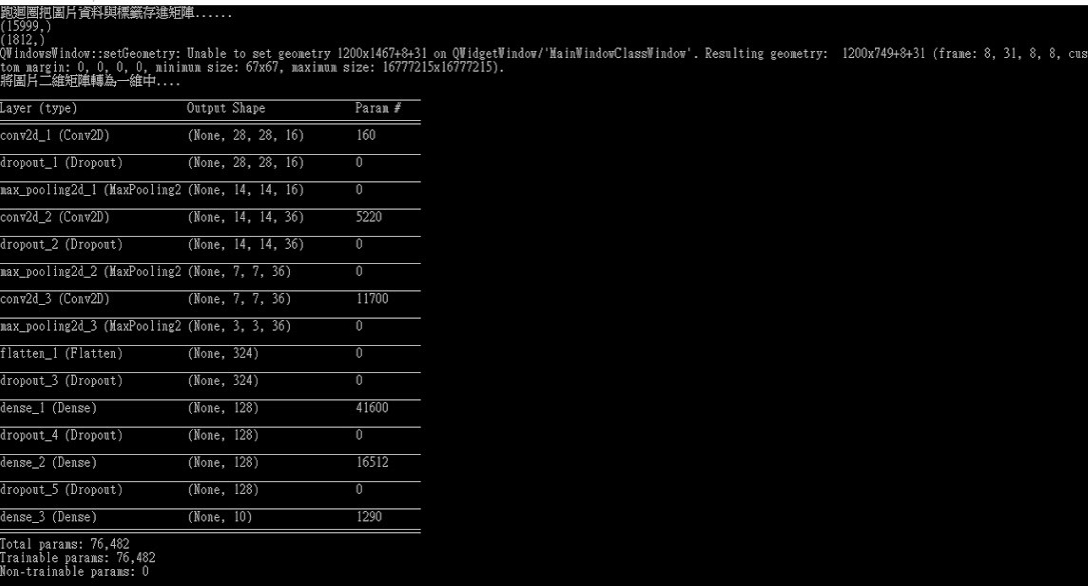 跑迴圈把圖片資料與標籤存進矩陣......
(15999,)
(1812,)
QWindowsWindow::setGeometry: Unable to set geometry 1200x1467+8+31 on QWidgetWindow/'MainWindowClassWindow'. Resulting geometry:  1200x749+8+31 (frame: 8, 31, 8, 8, cus
tom margin: 0, 0, 0, 0, minimum size: 67x67, maximum size: 16777215x16777215).
將圖片二維矩陣轉為一維中....
Layer (type) Output Shape Param #
conv2d_1 (Conv2D) (None, 28, 28, 16) 160
dropout_1 (Dropout) (None, 28, 28, 16) 0
max_pooling2d_1 (MaxPooling2 (None, 14, 14, 16) 0
conv2d_2 (Conv2D) (None, 14, 14, 36) 5220
dropout_2 (Dropout) (None, 14, 14, 36) 0
max_pooling2d_2 (MaxPooling2 (None, 7, 7, 36) 0
conv2d_3 (Conv2D) (None, 7, 7, 36) 11700
max_pooling2d_3 (MaxPooling2 (None, 3, 3, 36) 0
flatten_1 (Flatten) (None, 324) 0
dropout_3 (Dropout) (None, 324) 0
dense_1 (Dense) (None, 128) 41600
dropout_4 (Dropout) (None, 128) 0
dense_2 (Dense) (None, 128) 16512
dropout_5 (Dropout) (None, 128) 0
dense_3 (Dense) (None, 10) 1290
Total params: 76,482
Trainable params: 76,482
Non-trainable params: 0